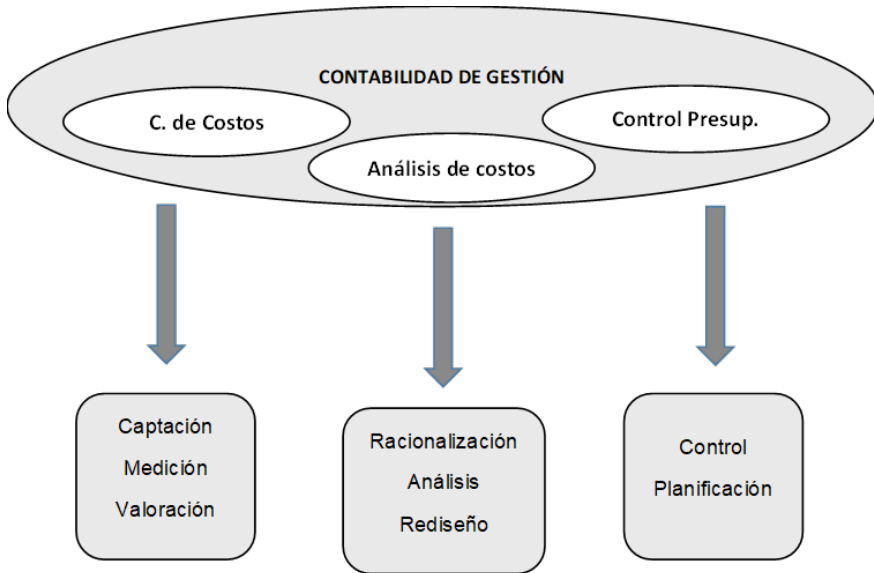 CONTABILIDAD DE GESTIÓN
C. de Costos
Análisis de costos
Control Presup.
Captación
Medición
Valoración
Racionalización
Análisis
Rediseño
Control
Planificación